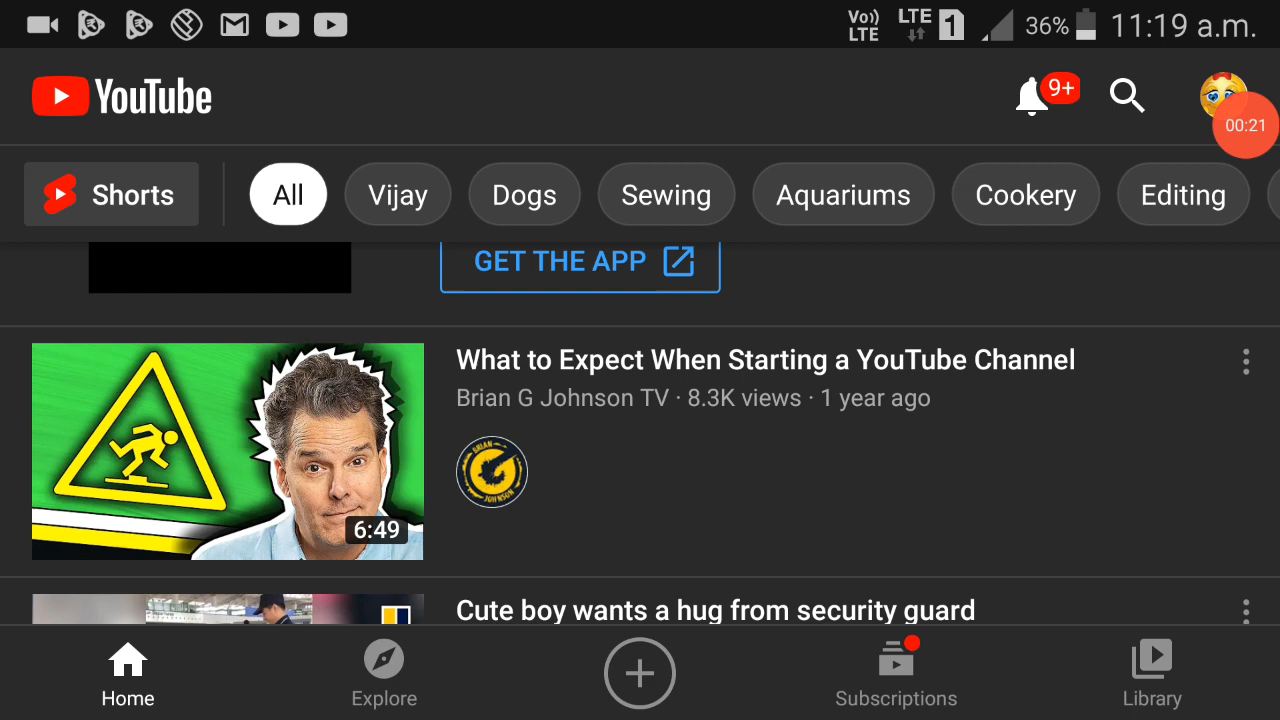 Vo)) LTE LTE 1 36% 11:19 a.m.
YouTube 9+
00:21
Shorts All Vijay Dogs Sewing Aquariums Cookery Editing
GET THE APP
What to Expect When Starting a YouTube Channel
Brian G Johnson TV · 8.3K views · 1 year ago
BRIAN G JOHNSON
6:49
Cute boy wants a hug from security guard
Home Explore Subscriptions Library